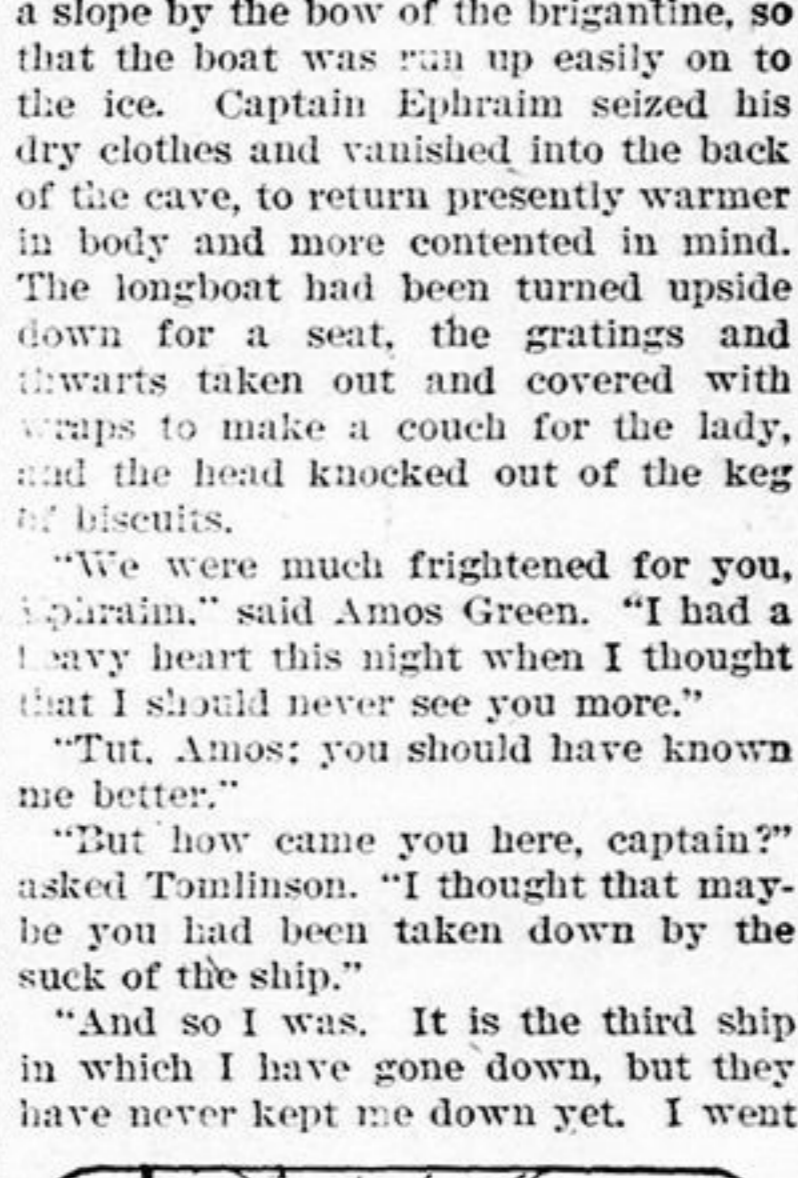 a slope by the bow of the brigantine, so
that the boat was run up easily on to
the ice. Captain Ephraim seized his
dry clothes and vanished into the back
of the cave, to return presently warmer
in body and more contented in mind.
The longboat had been turned upside
down for a seat, the gratings and
thwarts taken out and covered with
wraps to make a couch for the lady,
and the head knocked out of the keg
of biscuits.
"We were much frightened for you,
Ephraim." said Amos Green. "I had a
heavy heart this night when I thought
that I should never see you more."
"Tut, Amos; you should have known
me better."
"But how came you here, captain?"
asked Tomlinson. "I thought that may-
be you had been taken down by the
suck of the ship."
"And so I was. It is the third ship
in which I have gone down, but they
have never kept me down yet. I went